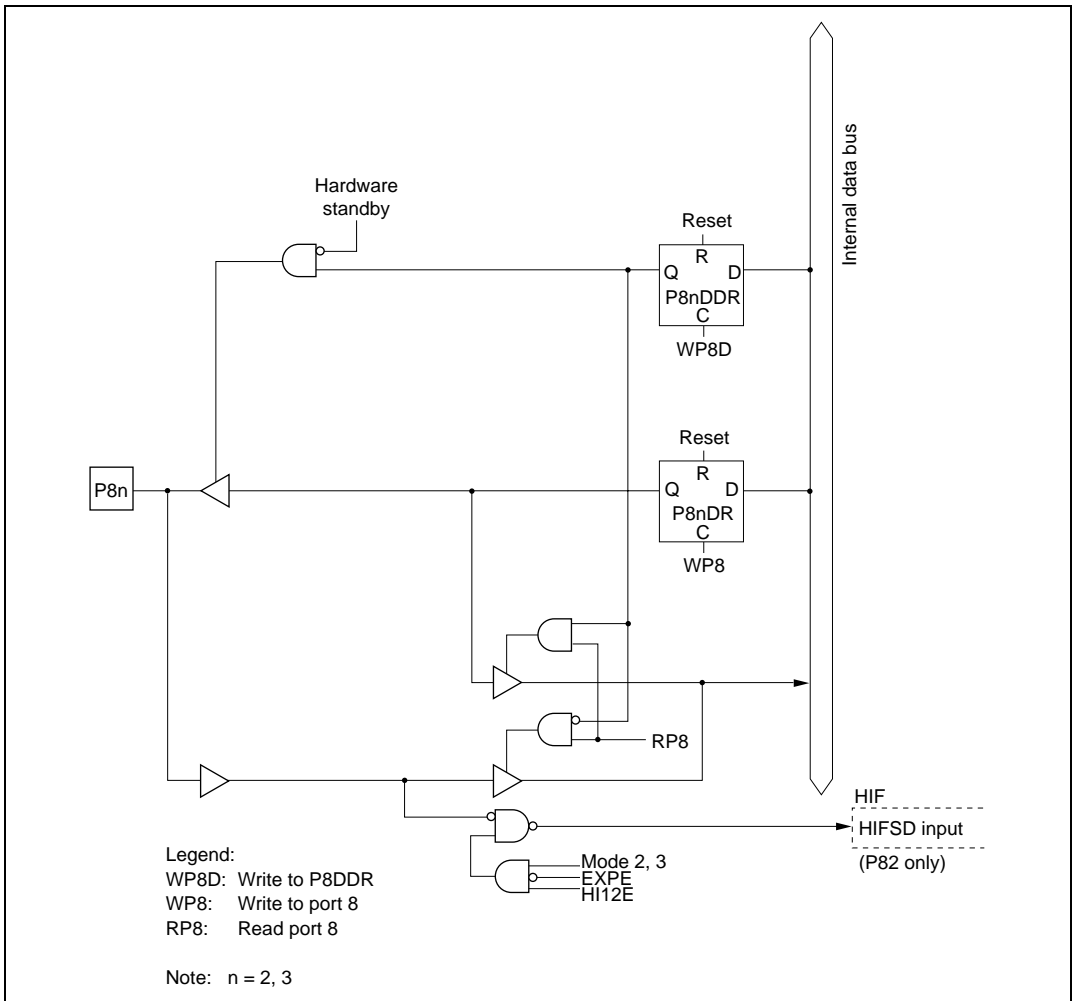 Hardware
standby
Internal data bus
Reset
R
Q D
P8nDDR
C
WP8D
Reset
R
P8n
Q D
P8nDR
C
WP8
RP8
HIF
HIFSD input
(P82 only)
Mode 2, 3
EXPE
HI12E
Legend:
WP8D: Write to P8DDR
WP8: Write to port 8
RP8: Read port 8
Note: n = 2, 3